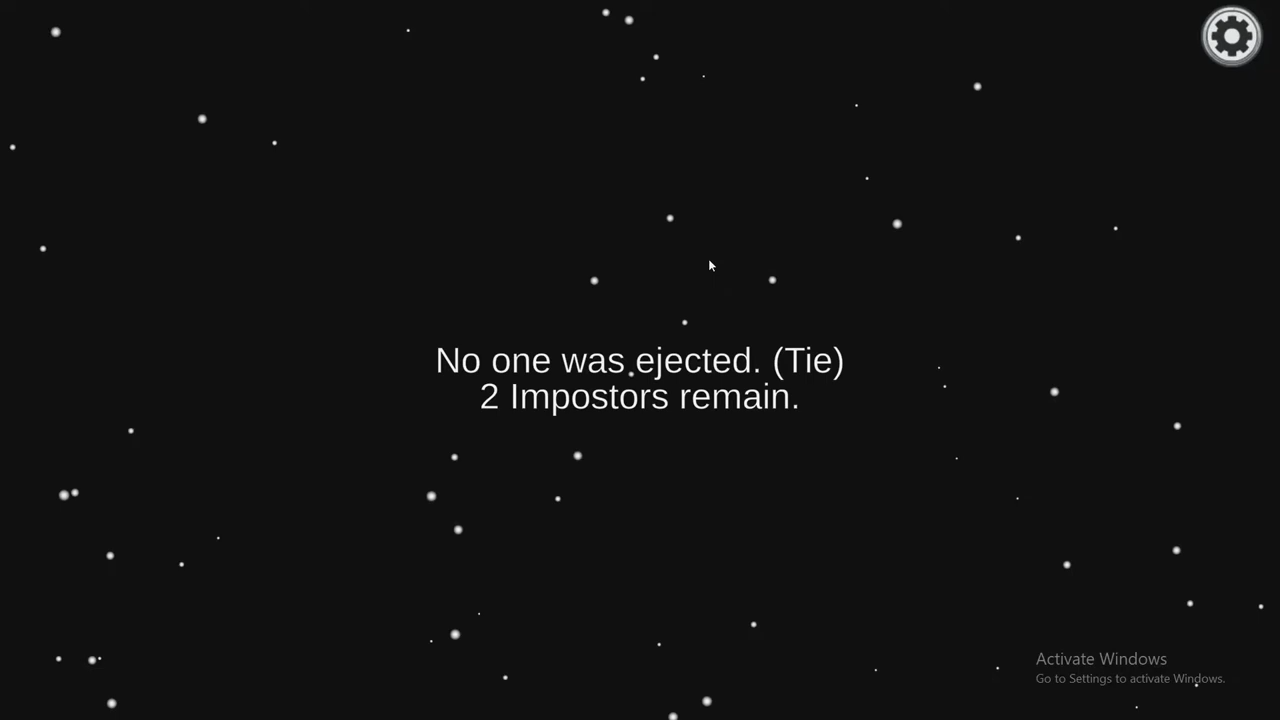 No one was ejected. (Tie)
2 Impostors remain.
Activate Windows
Go to Settings to activate Windows.